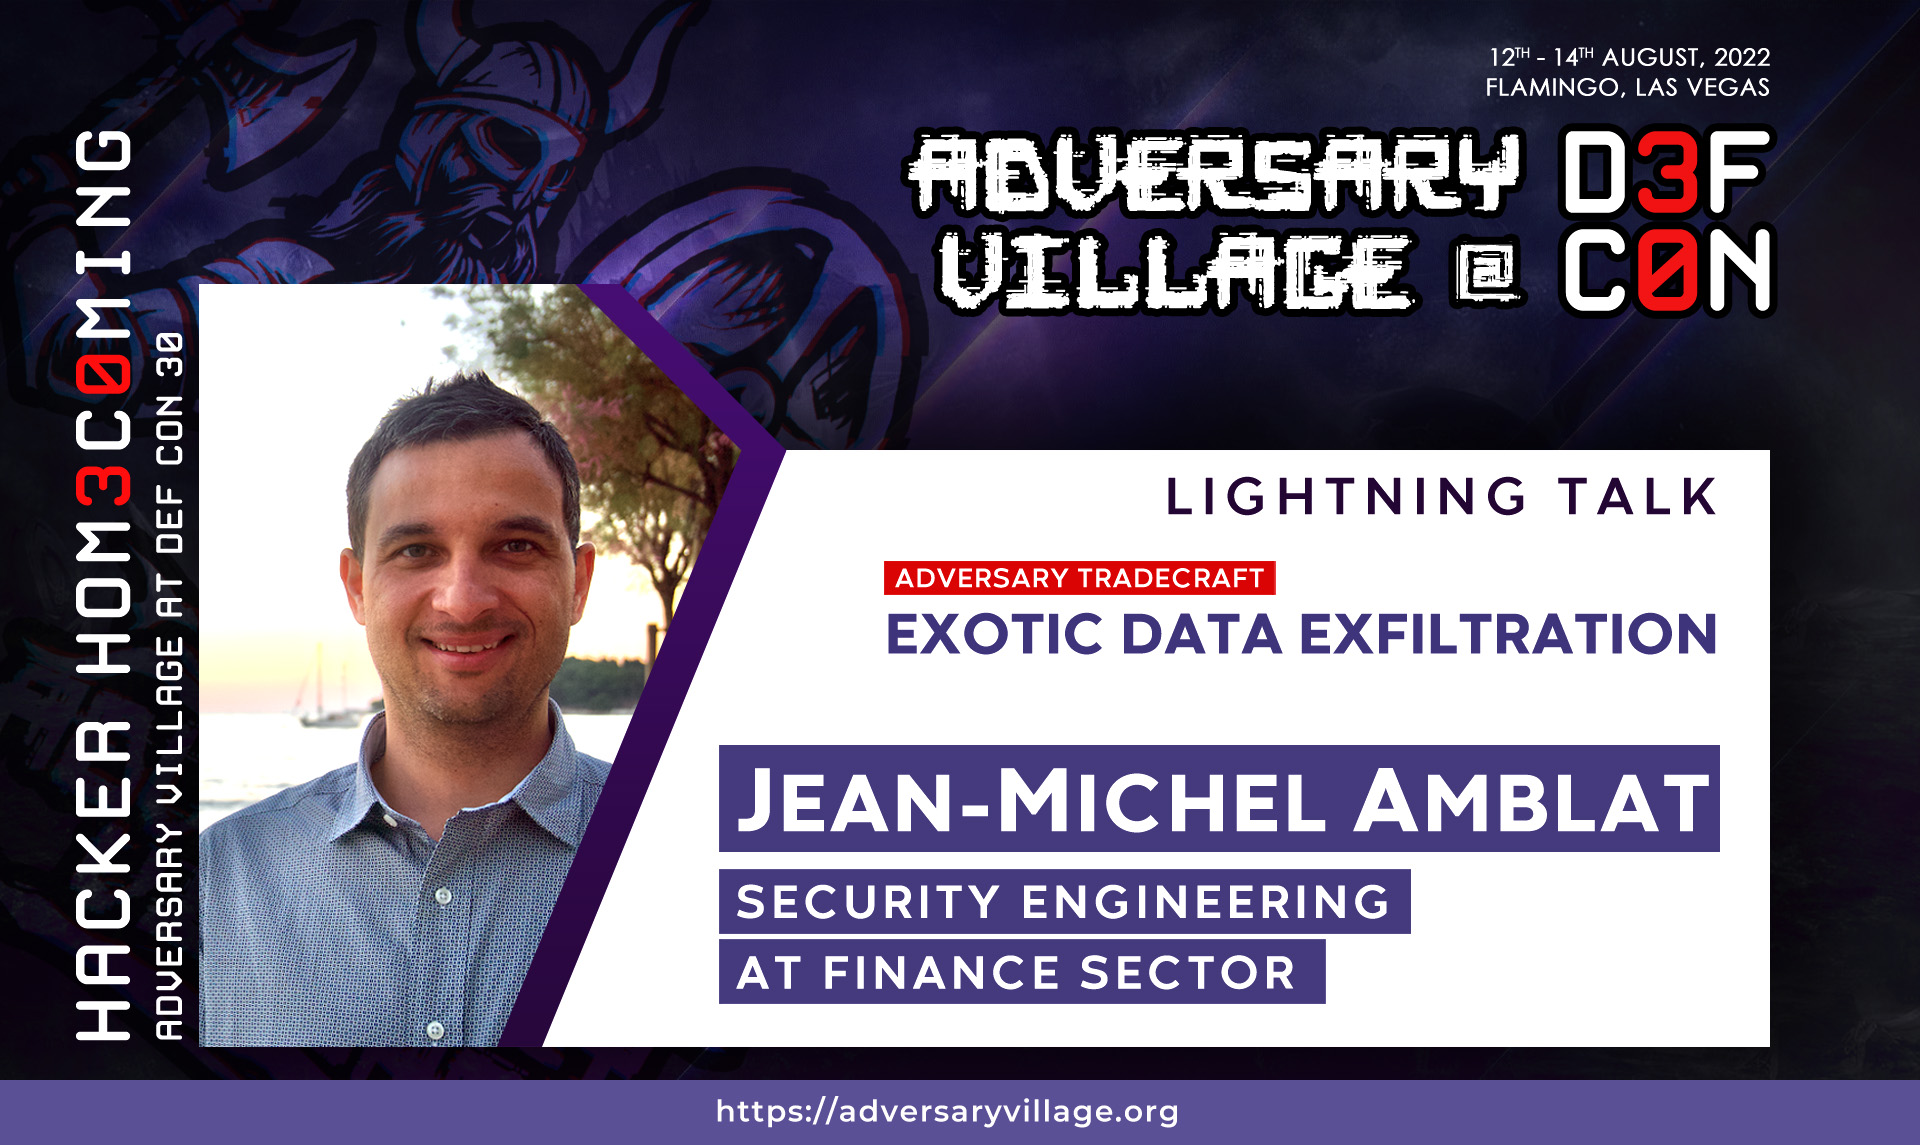 12TH - 14TH AUGUST, 2022
FLAMINGO, LAS VEGAS
ADVERSARY D3F
VILLAGE @ C0N
HACKER HOM3C0MING
ADVERSARY VILLAGE AT DEF CON 30
LIGHTNING TALK
ADVERSARY TRADECRAFT
EXOTIC DATA EXFILTRATION
JEAN-MICHEL AMBLAT
SECURITY ENGINEERING
AT FINANCE SECTOR
https://adversaryvillage.org